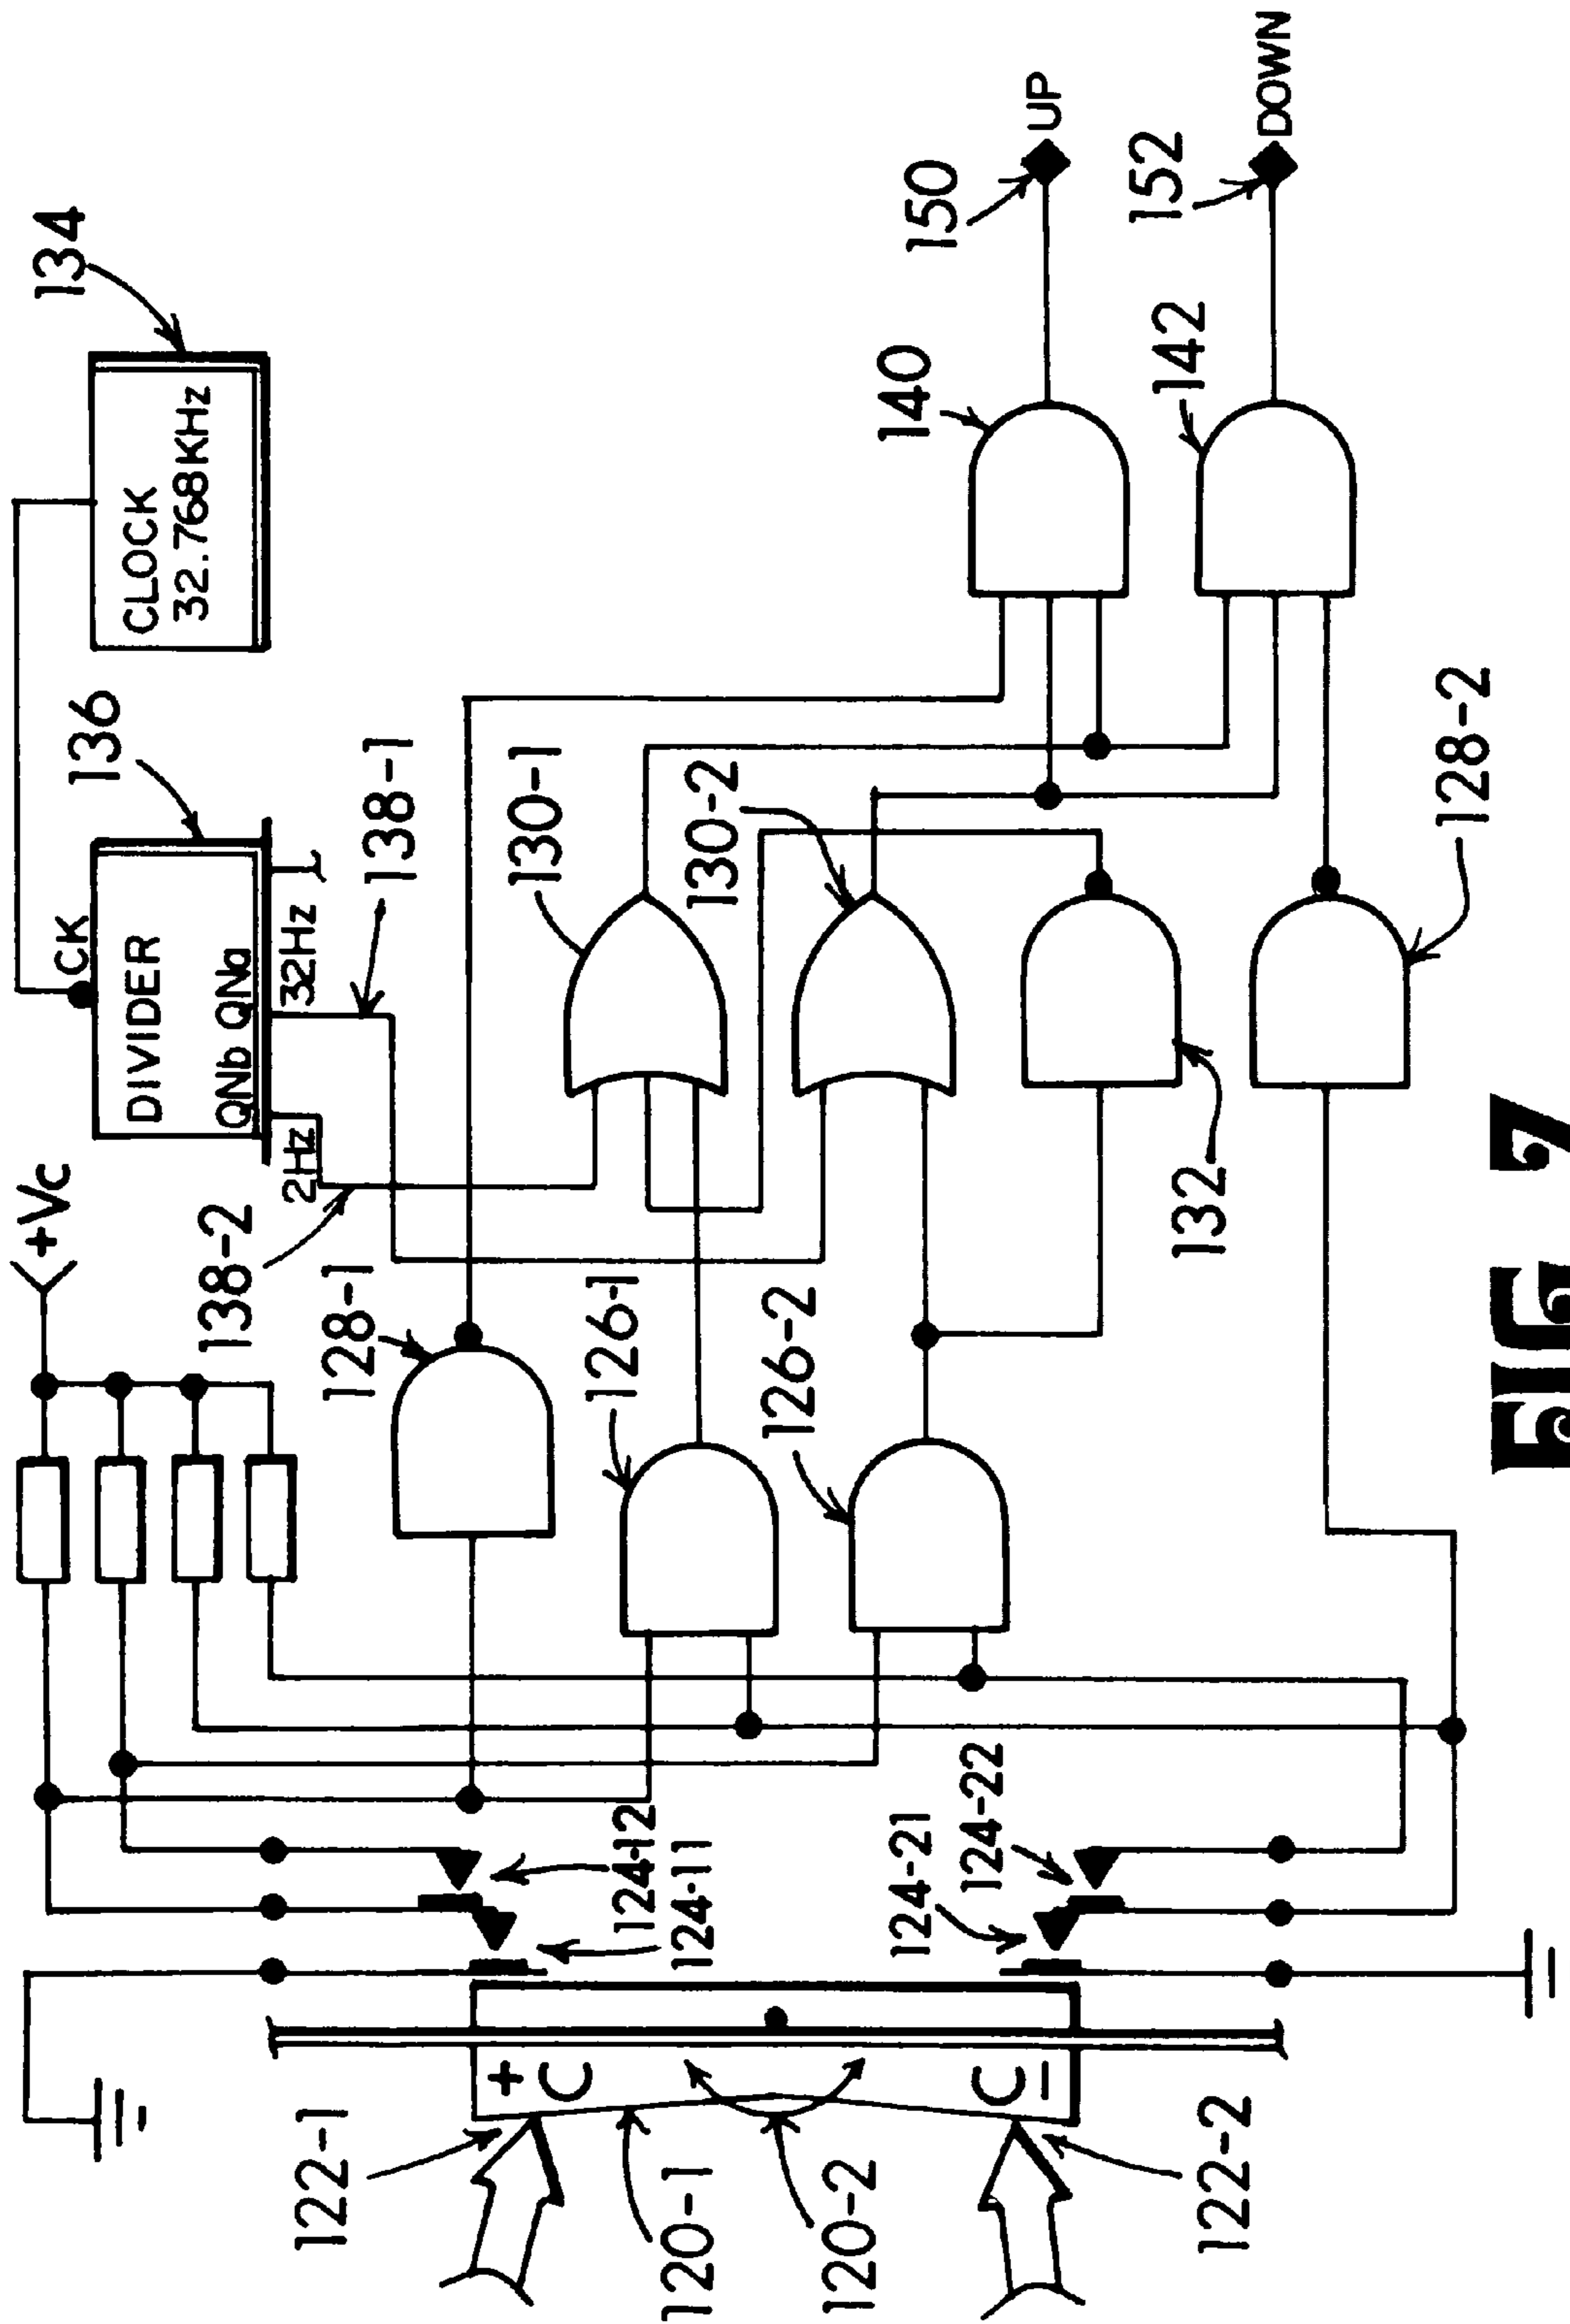 134
CLOCK
32.768KHz
136
CK
DIVIDER
QNb QNa
2Hz
32Hz
138-1
138-2
+Vc
128-1
130-1
126-1
130-2
126-2
132
128-2
140
142
150
UP
152
DOWN
124-12
124-11
124-21
124-22
+
C
C
−
122-1
120-1
120-2
122-2
FIG 7